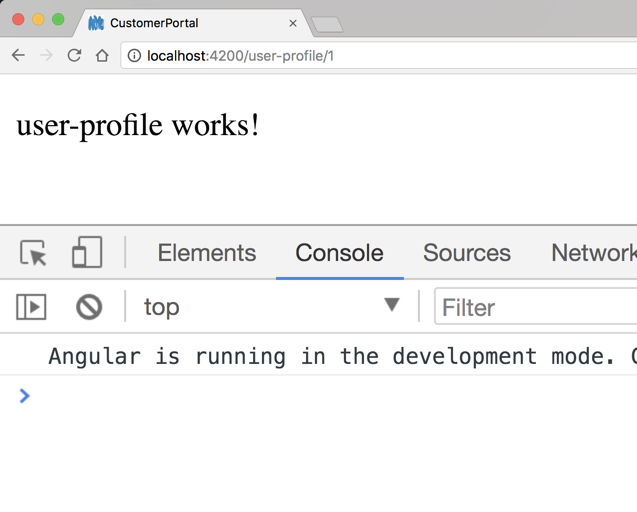 CustomerPortal
localhost:4200/user-profile/1
user-profile works!
Elements Console Sources Network
top Filter
Angular is running in the development mode.